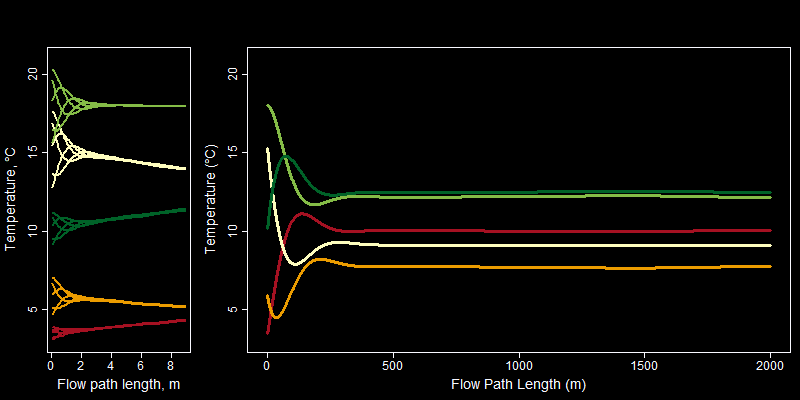 Temperature, °C
20
15
10
5
0 2 4 6 8
Flow path length, m
Temperature (°C)
20
15
10
5
0 500 1000 1500 2000
Flow Path Length (m)